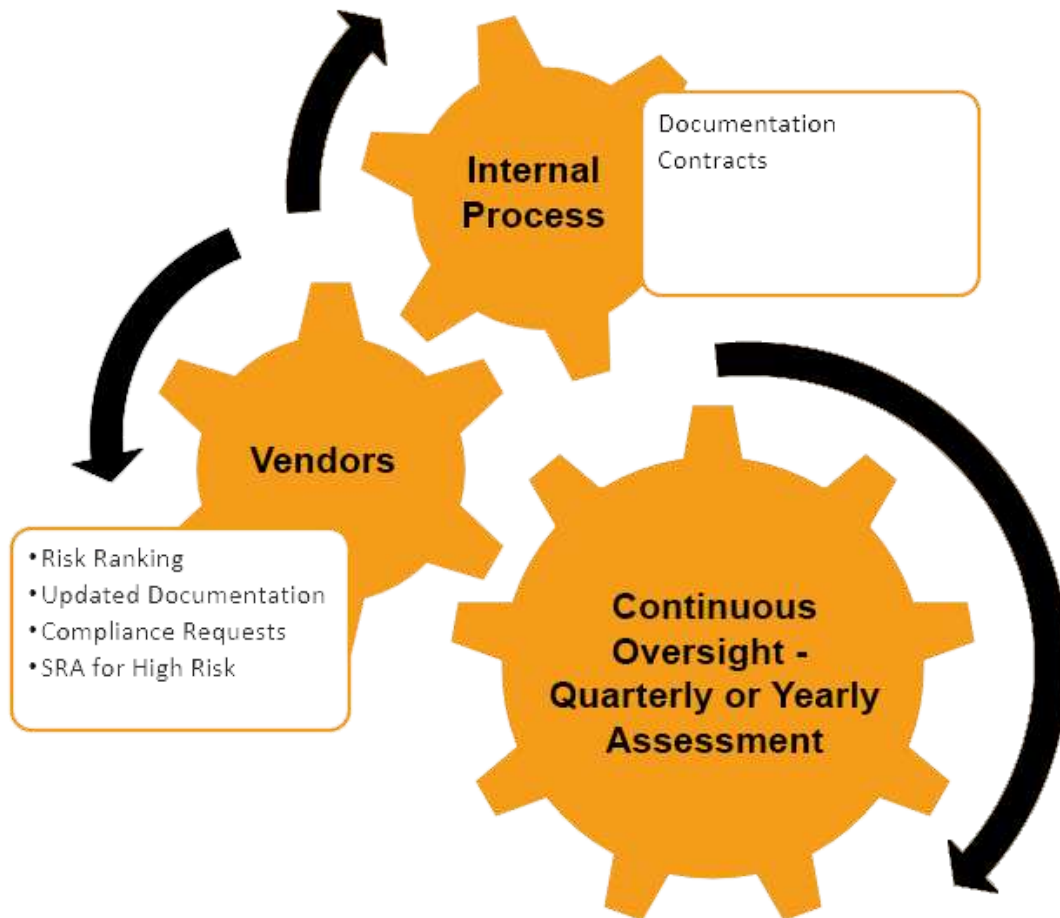 Internal
Process
Documentation
Contracts
Vendors
•Risk Ranking
•Updated Documentation
•Compliance Requests
•SRA for High Risk
Continuous
Oversight -
Quarterly or Yearly
Assessment